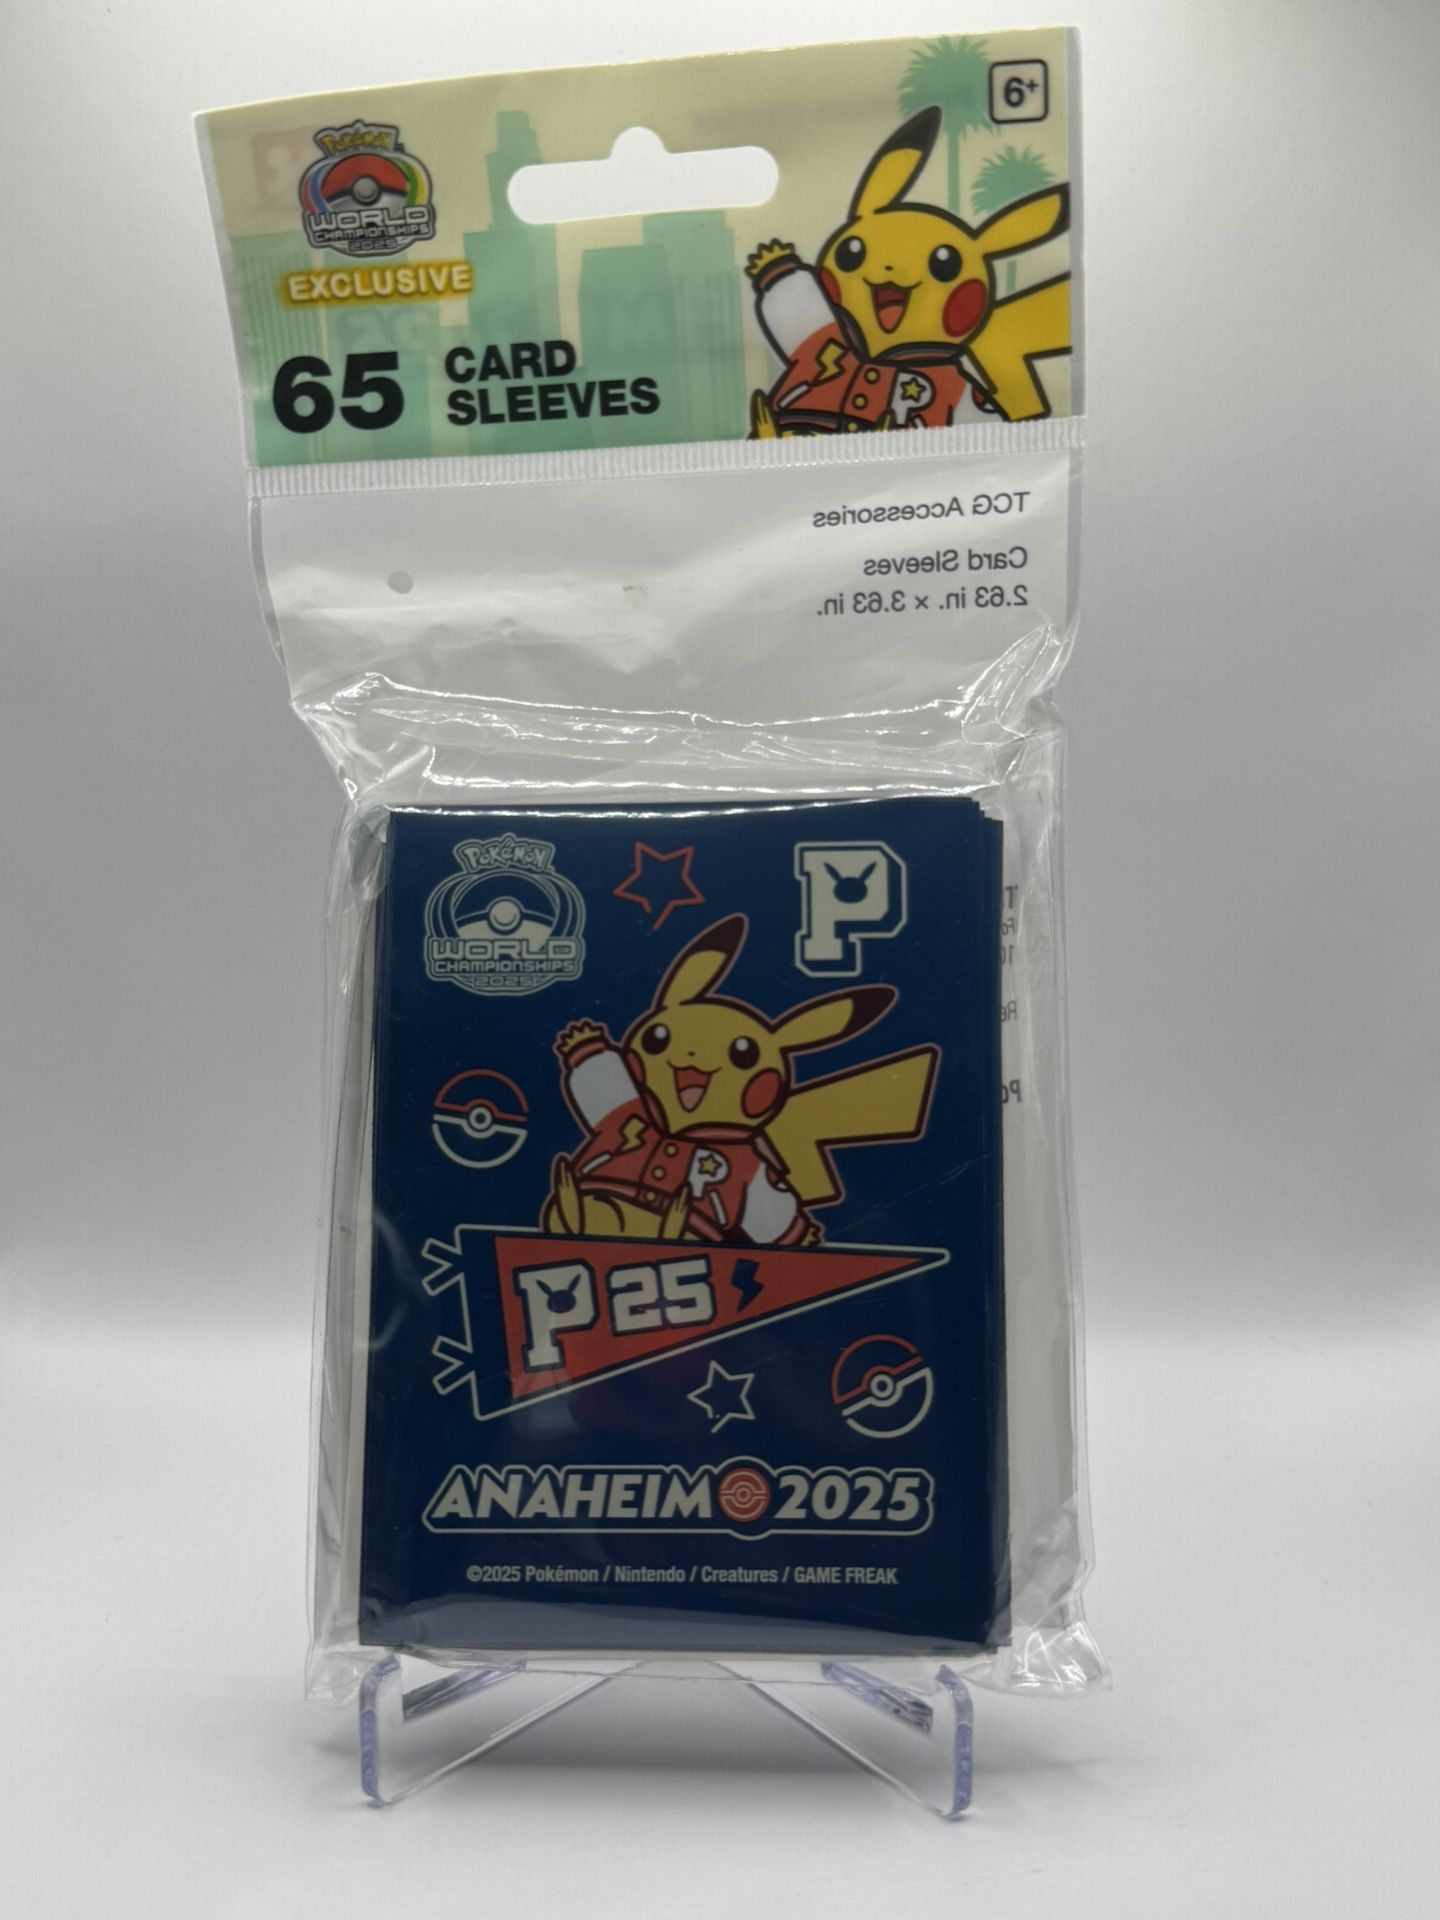 6+
Pokémon
WORLD
CHAMPIONSHIPS
2025
EXCLUSIVE
65 CARD
SLEEVES
P
TCG Accessories
Card Sleeves
2.63 in. × 3.63 in.
Pokémon
WORLD
CHAMPIONSHIPS
2025
P
P
P 25
ANAHEIM 2025
©2025 Pokémon / Nintendo / Creatures / GAME FREAK